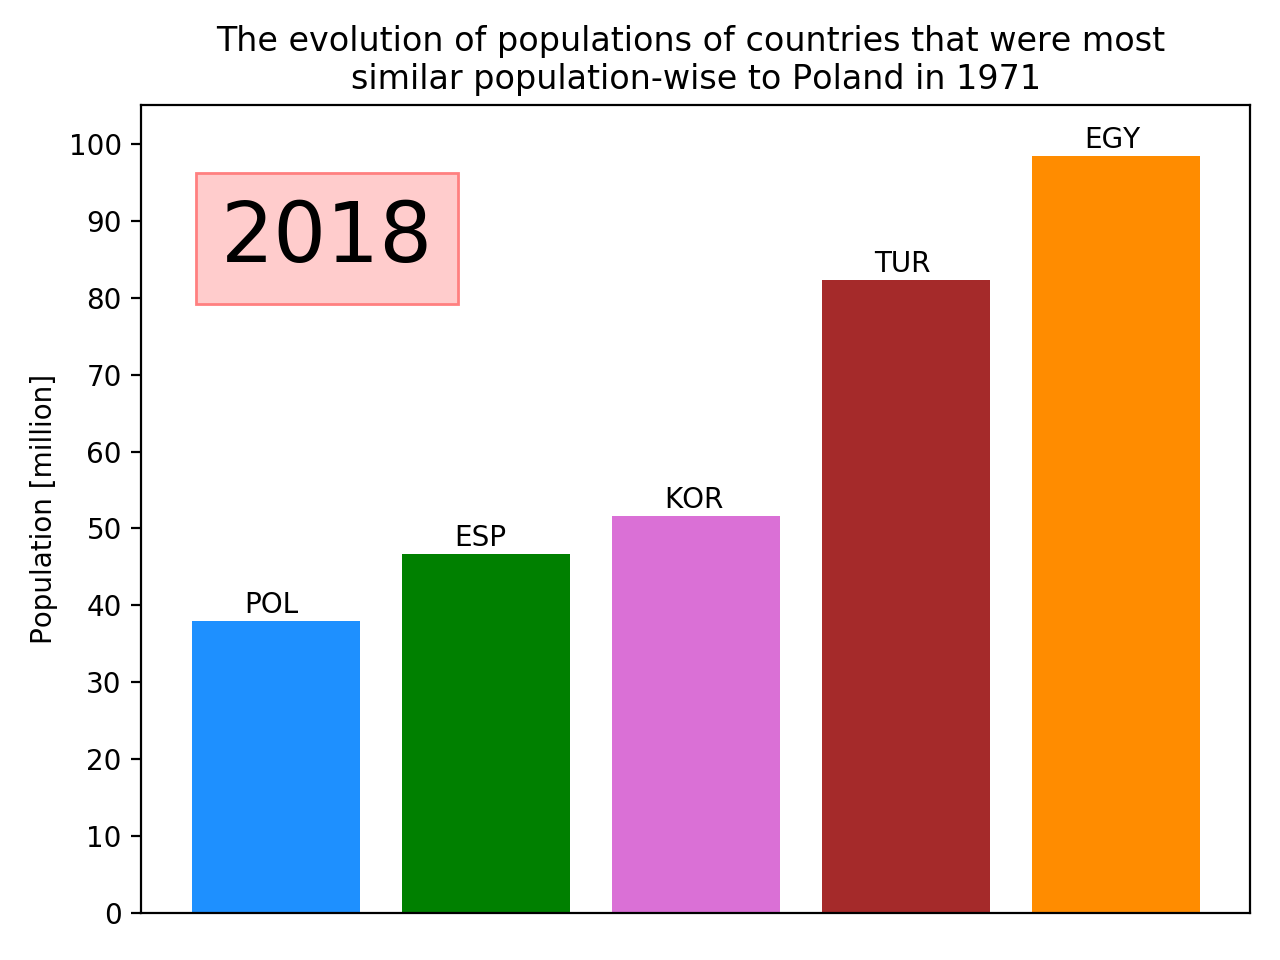 The evolution of populations of countries that were most
similar population-wise to Poland in 1971
Population [million]
100
90
80
70
60
50
40
30
20
10
0
2018
POL
ESP
KOR
TUR
EGY